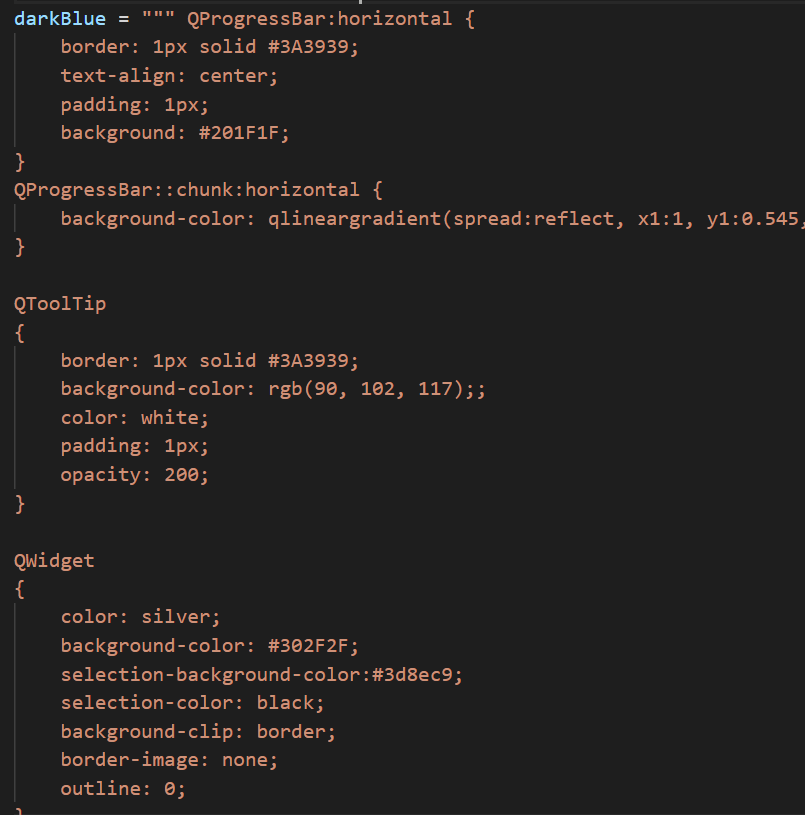 darkBlue = """ QProgressBar:horizontal {
    border: 1px solid #3A3939;
    text-align: center;
    padding: 1px;
    background: #201F1F;
}
QProgressBar::chunk:horizontal {
    background-color: qlineargradient(spread:reflect, x1:1, y1:0.545,
}

QToolTip
{
    border: 1px solid #3A3939;
    background-color: rgb(90, 102, 117);;
    color: white;
    padding: 1px;
    opacity: 200;
}

QWidget
{
    color: silver;
    background-color: #302F2F;
    selection-background-color:#3d8ec9;
    selection-color: black;
    background-clip: border;
    border-image: none;
    outline: 0;
}